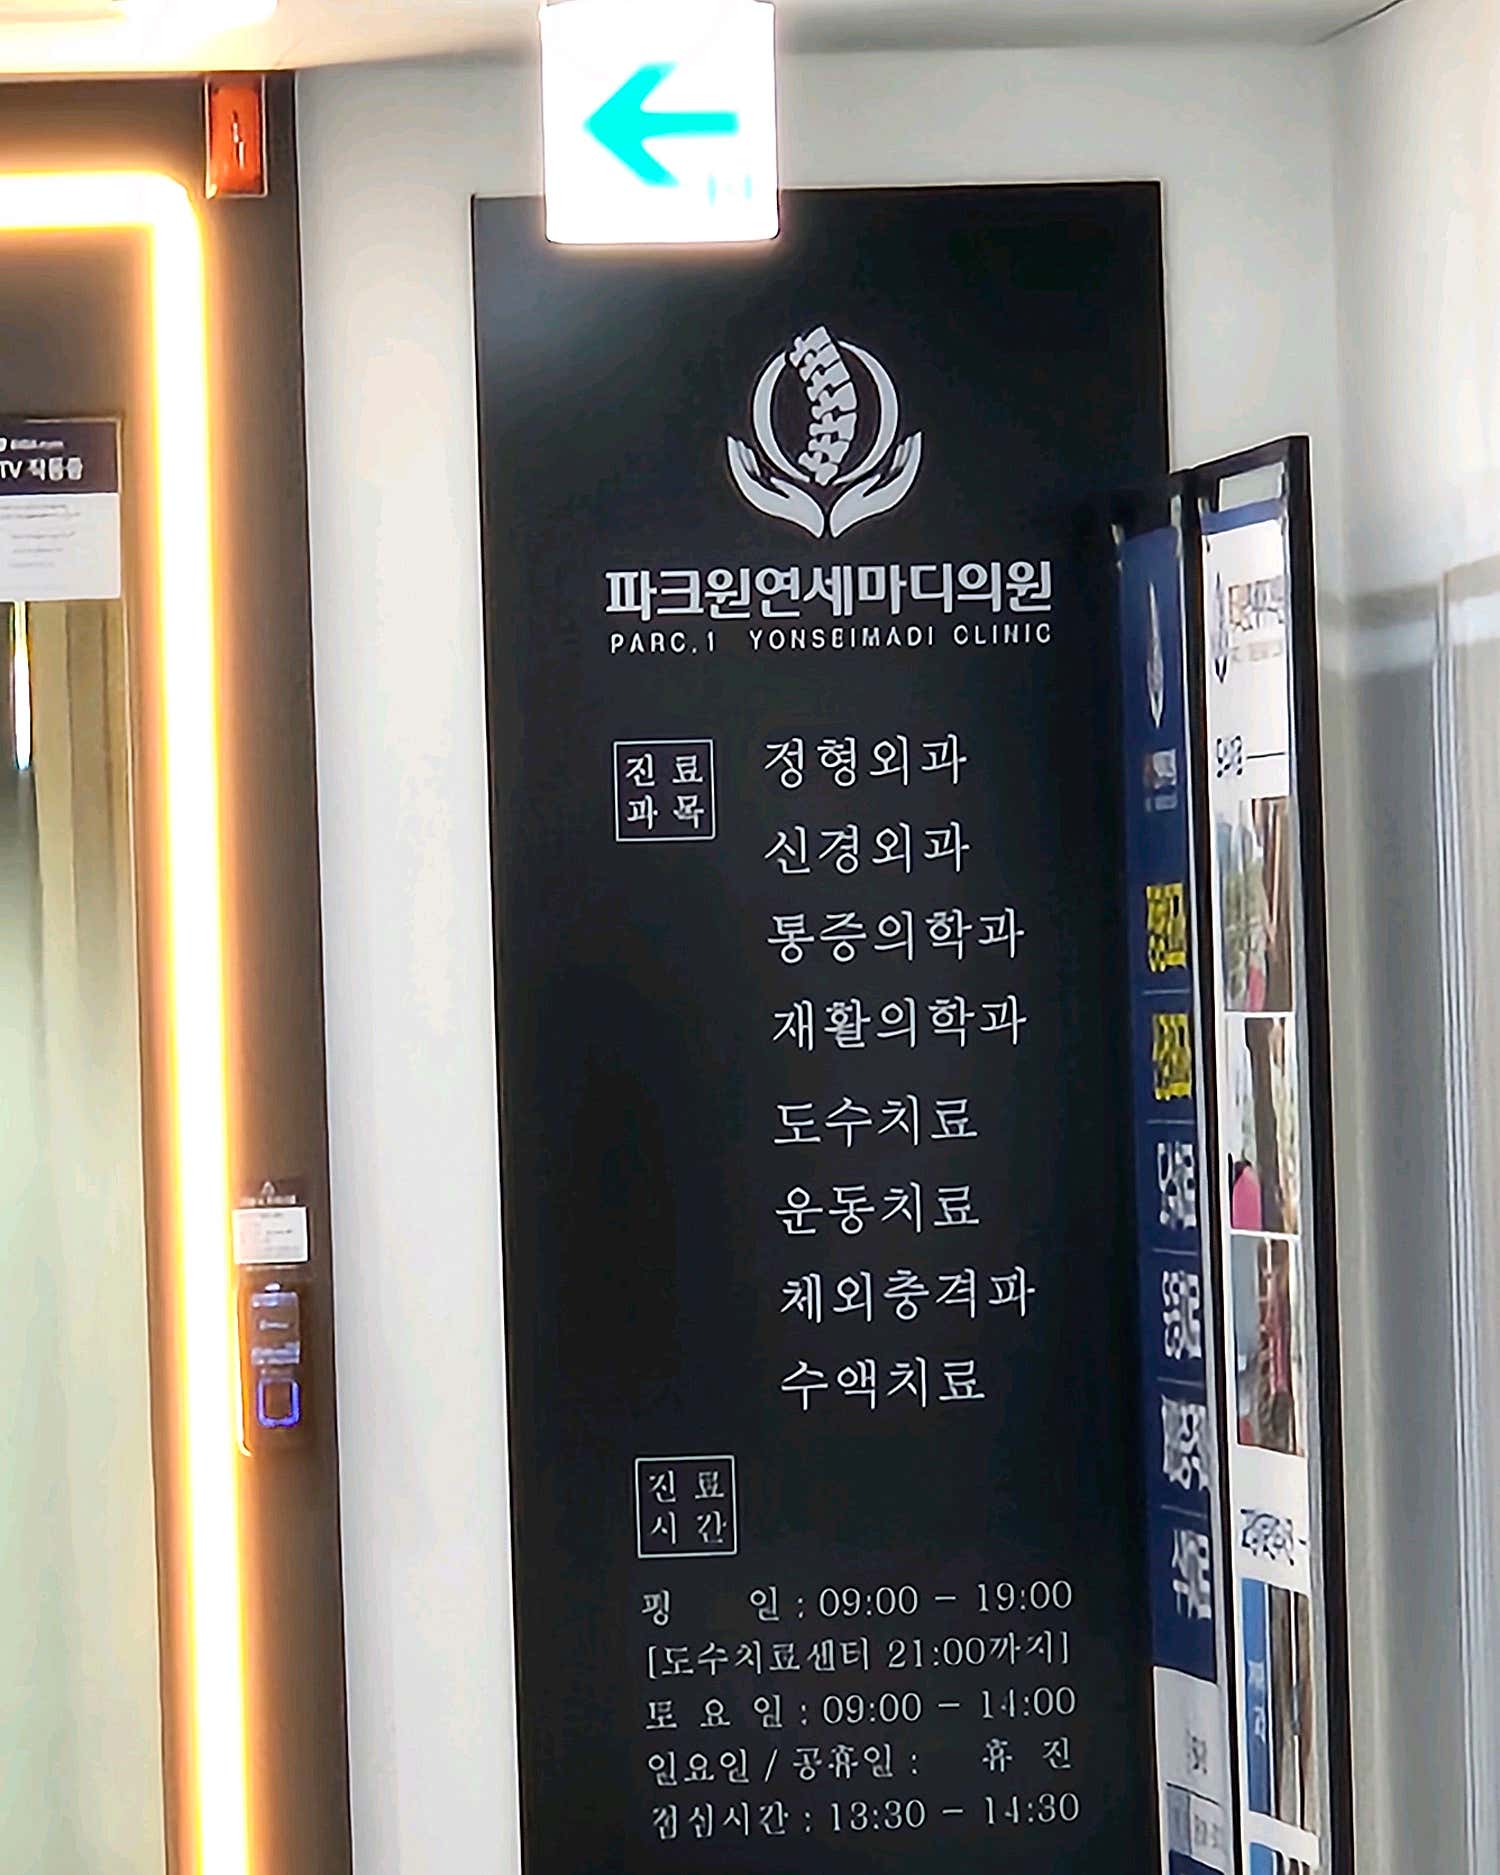 TV 작동중
파크원연세마디의원
PARC.1 YONSEIMADI CLINIC
진료
과목
정형외과
신경외과
통증의학과
재활의학과
도수치료
운동치료
체외충격파
수액치료
진료
시간
평 일 : 09:00 - 19:00
[도수치료센터 21:00까지]
토 요 일 : 09:00 - 14:00
일요일 / 공휴일 : 휴 진
점심시간 : 13:30 - 14:30